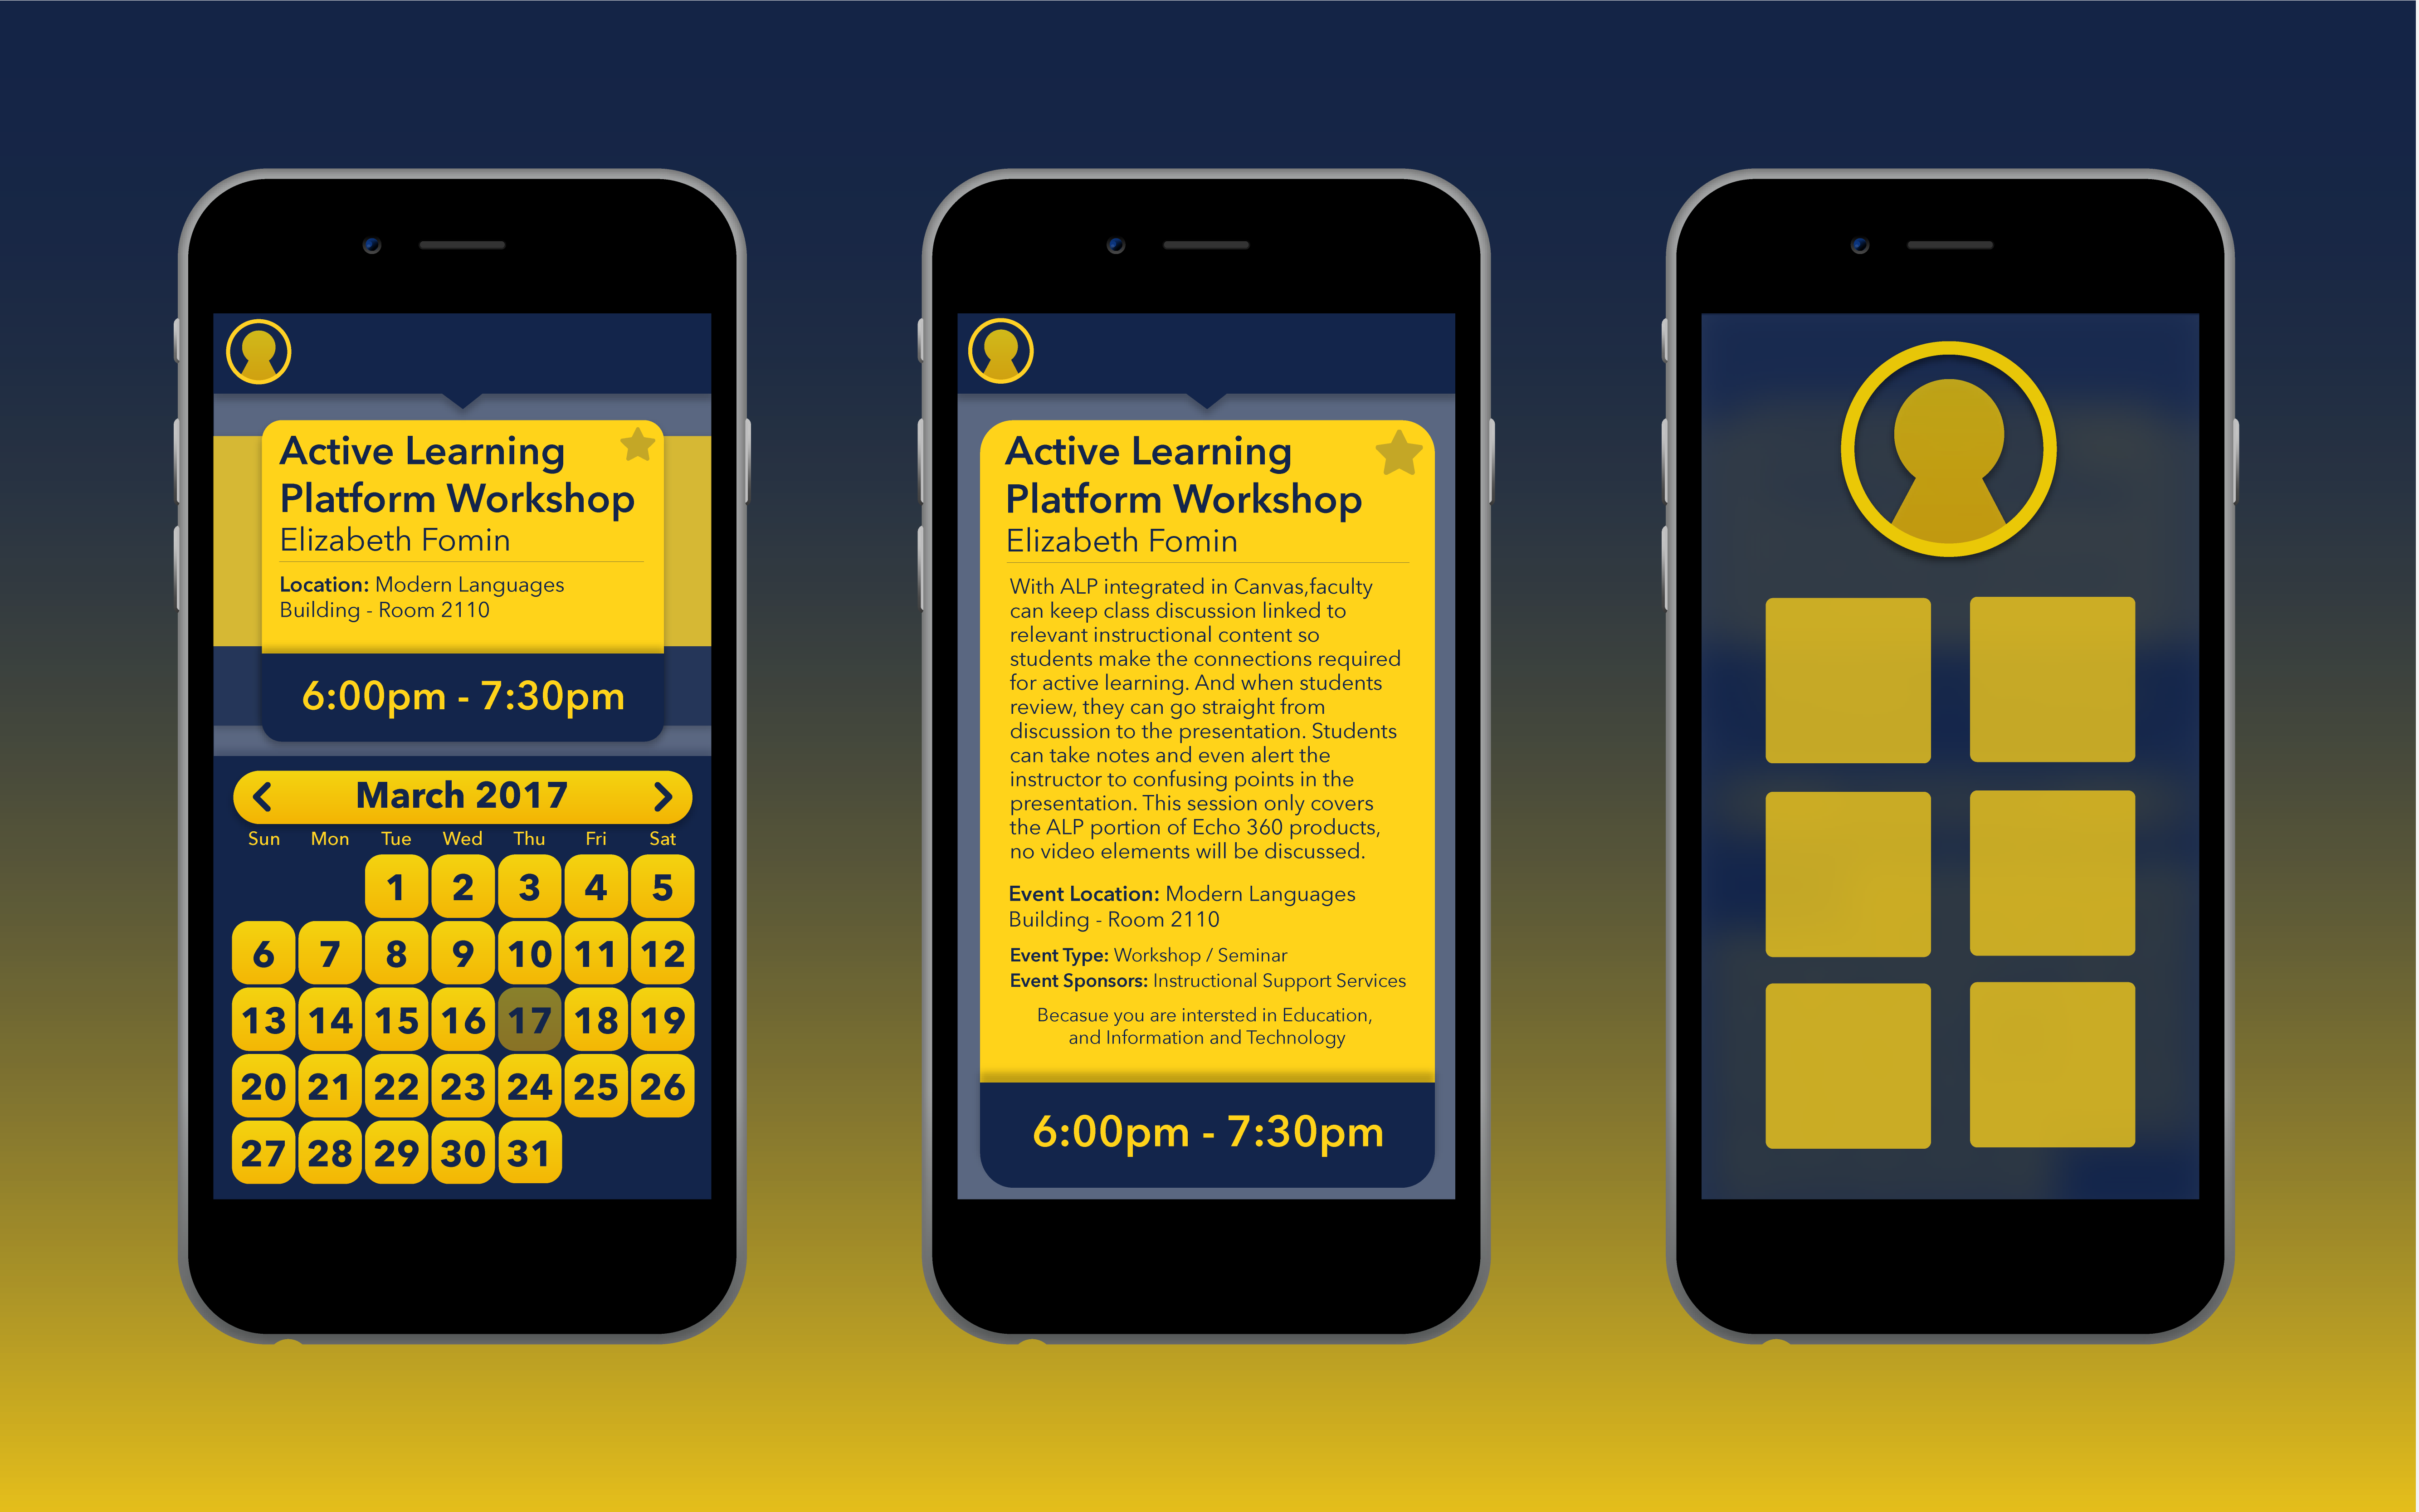 Active Learning
Platform Workshop
Elizabeth Fomin
Location: Modern Languages
Building - Room 2110
6:00pm - 7:30pm
March 2017
Sun Mon Tue Wed Thu Fri Sat
1 2 3 4 5
6 7 8 9 10 11 12
13 14 15 16 17 18 19
20 21 22 23 24 25 26
27 28 29 30 31
Active Learning
Platform Workshop
Elizabeth Fomin
With ALP integrated in Canvas,faculty
can keep class discussion linked to
relevant instructional content so
students make the connections required
for active learning. And when students
review, they can go straight from
discussion to the presentation. Students
can take notes and even alert the
instructor to confusing points in the
presentation. This session only covers
the ALP portion of Echo 360 products,
no video elements will be discussed.
Event Location: Modern Languages
Building - Room 2110
Event Type: Workshop / Seminar
Event Sponsors: Instructional Support Services
Becasue you are intersted in Education,
and Information and Technology
6:00pm - 7:30pm